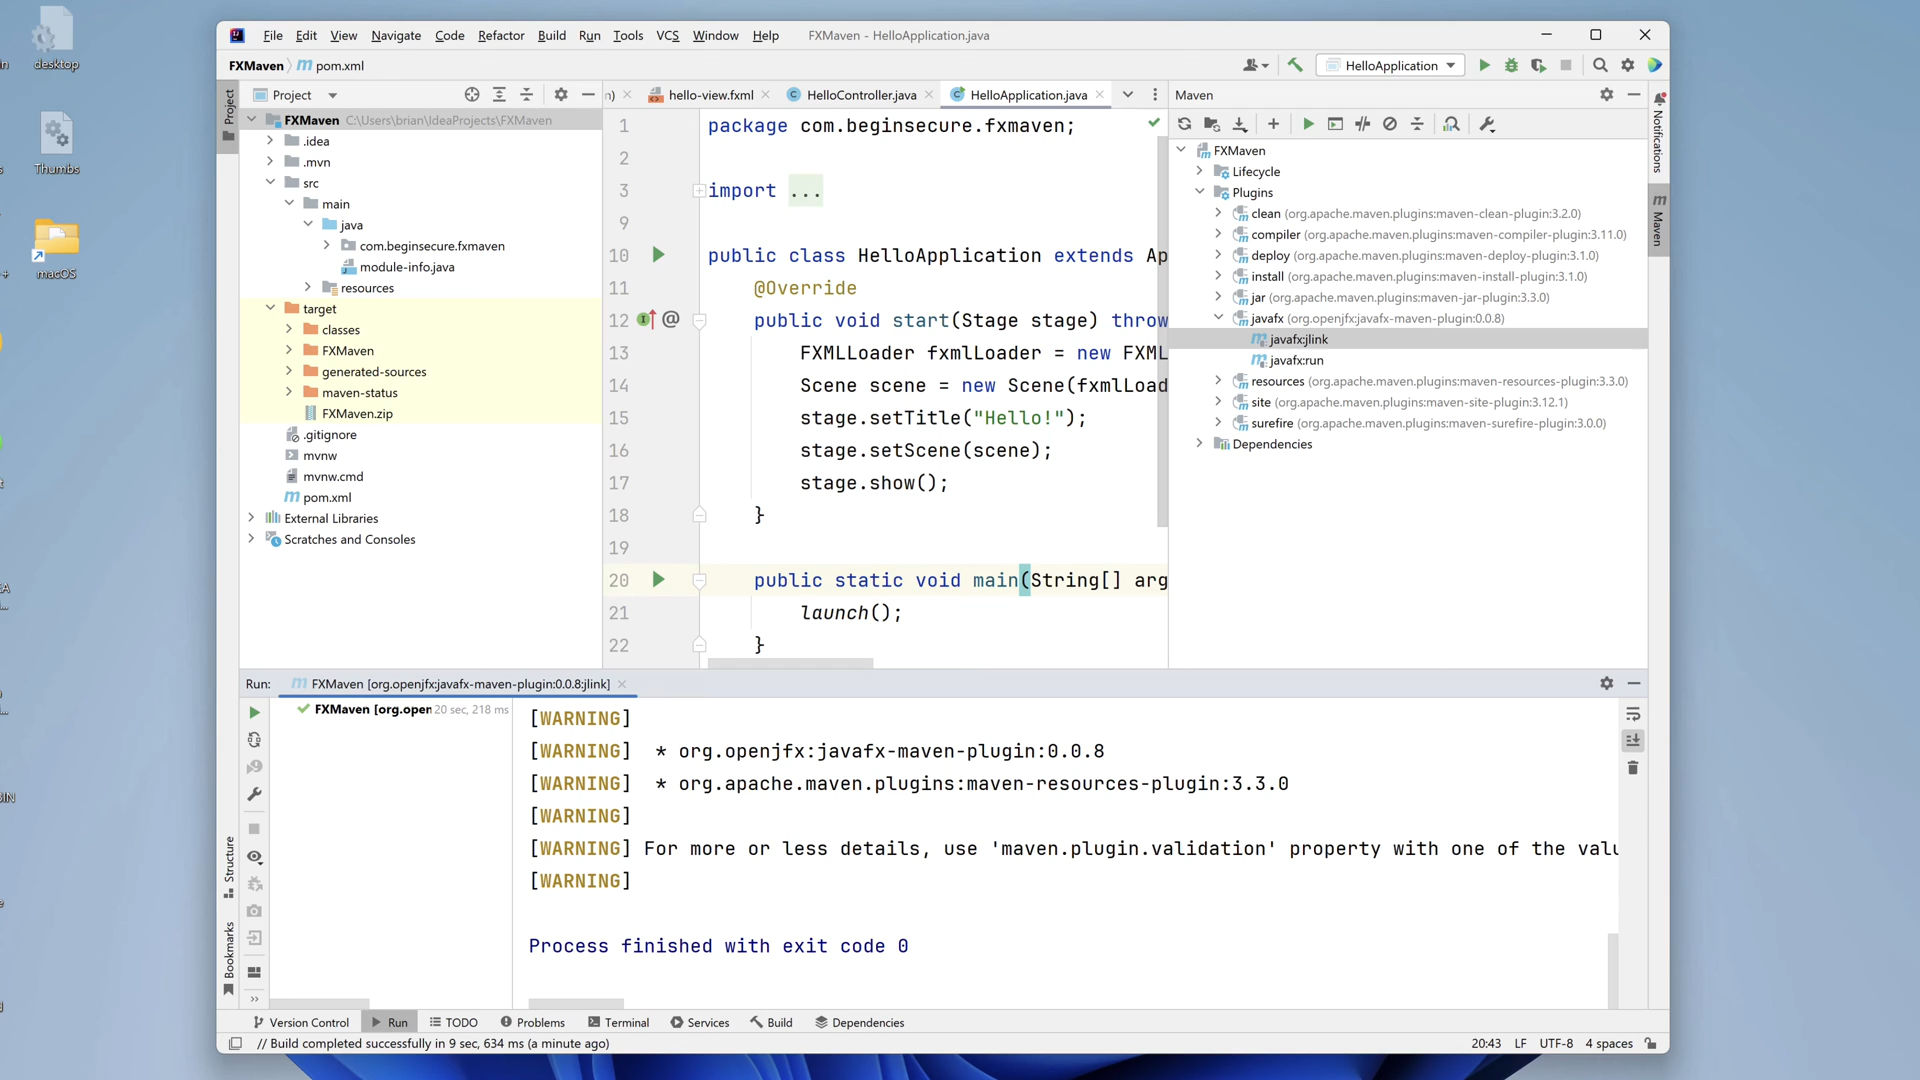 desktop
Thumbs
macOS
File Edit View Navigate Code Refactor Build Run Tools VCS Window Help FXMaven - HelloApplication.java
FXMaven pom.xml
HelloApplication
Project
Project
FXMaven C:\Users\brian\IdeaProjects\FXMaven
.idea
.mvn
src
main
java
com.beginsecure.fxmaven
module-info.java
resources
target
classes
FXMaven
generated-sources
maven-status
FXMaven.zip
.gitignore
mvnw
mvnw.cmd
pom.xml
External Libraries
Scratches and Consoles
hello-view.fxml HelloController.java HelloApplication.java
1 package com.beginsecure.fxmaven;
2
3 import ...
9
10 public class HelloApplication extends Ap
11 @Override
12 public void start(Stage stage) throw
13 FXMLLoader fxmlLoader = new FXML
14 Scene scene = new Scene(fxmlLoad
15 stage.setTitle("Hello!");
16 stage.setScene(scene);
17 stage.show();
18 }
19
20 public static void main(String[] arg
21 launch();
22 }
Maven
FXMaven
Lifecycle
Plugins
clean (org.apache.maven.plugins:maven-clean-plugin:3.2.0)
compiler (org.apache.maven.plugins:maven-compiler-plugin:3.11.0)
deploy (org.apache.maven.plugins:maven-deploy-plugin:3.1.0)
install (org.apache.maven.plugins:maven-install-plugin:3.1.0)
jar (org.apache.maven.plugins:maven-jar-plugin:3.3.0)
javafx (org.openjfx:javafx-maven-plugin:0.0.8)
javafx:jlink
javafx:run
resources (org.apache.maven.plugins:maven-resources-plugin:3.3.0)
site (org.apache.maven.plugins:maven-site-plugin:3.12.1)
surefire (org.apache.maven.plugins:maven-surefire-plugin:3.0.0)
Dependencies
Notifications
Maven
Run: FXMaven [org.openjfx:javafx-maven-plugin:0.0.8:jlink]
FXMaven [org.open 20 sec, 218 ms
[WARNING]
[WARNING] * org.openjfx:javafx-maven-plugin:0.0.8
[WARNING] * org.apache.maven.plugins:maven-resources-plugin:3.3.0
[WARNING]
[WARNING] For more or less details, use 'maven.plugin.validation' property with one of the valu
[WARNING]
Process finished with exit code 0
Structure
Bookmarks
Version Control Run TODO Problems Terminal Services Build Dependencies
// Build completed successfully in 9 sec, 634 ms (a minute ago)
20:43 LF UTF-8 4 spaces